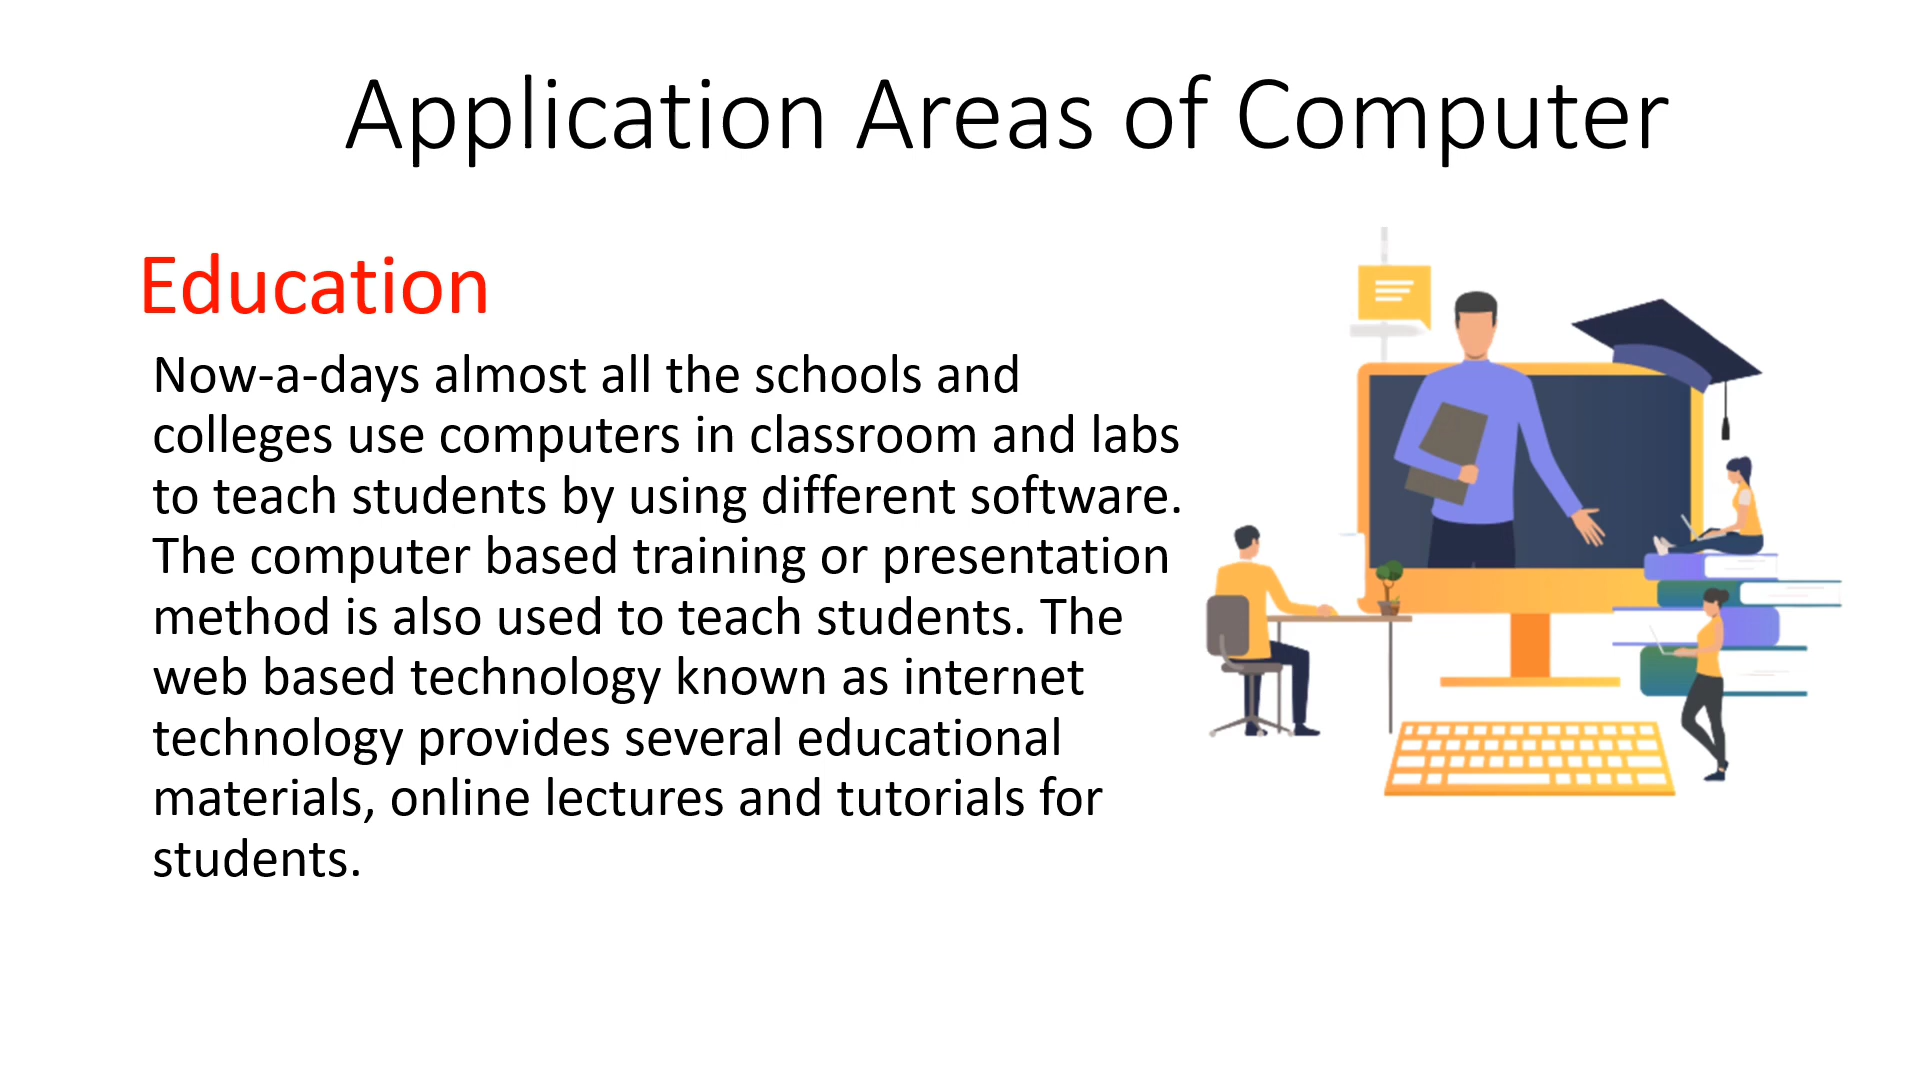 Application Areas of Computer
Education
Now-a-days almost all the schools and
colleges use computers in classroom and labs
to teach students by using different software.
The computer based training or presentation
method is also used to teach students. The
web based technology known as internet
technology provides several educational
materials, online lectures and tutorials for
students.